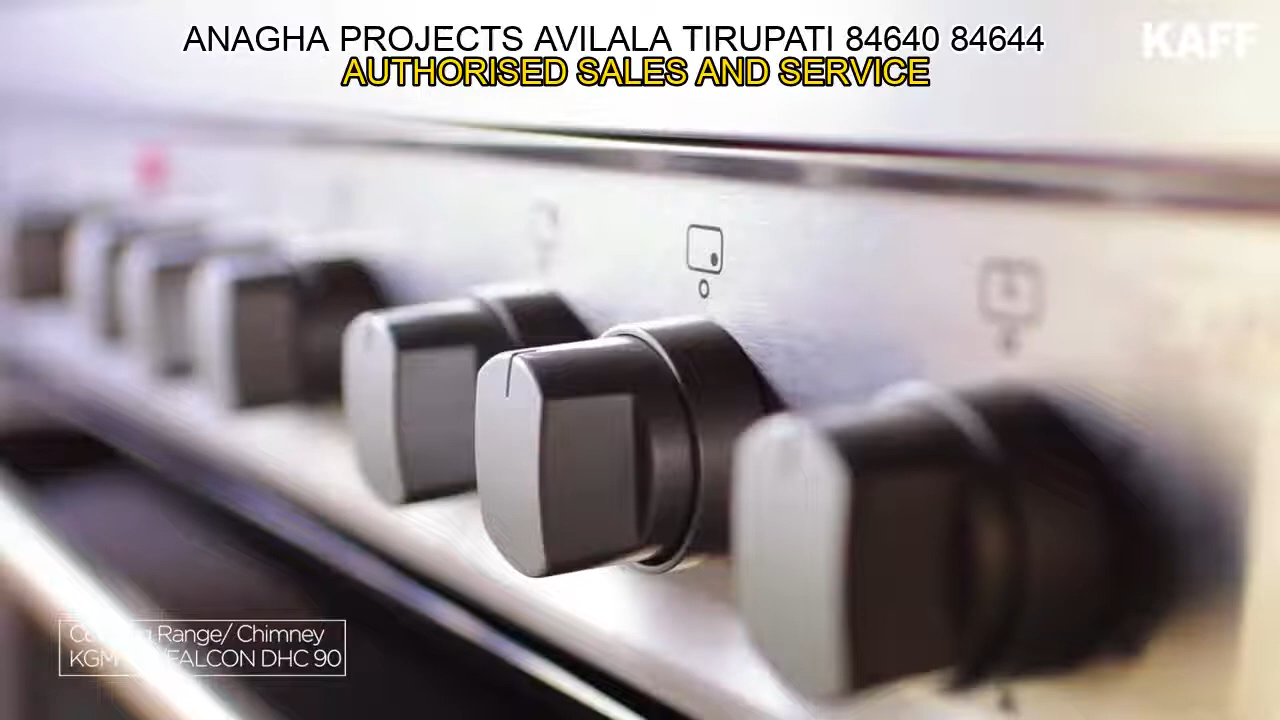 ANAGHA PROJECTS AVILALA TIRUPATI 84640 84644
KAFF
AUTHORISED SALES AND SERVICE
Range/ Chimney
FALCON DHC 90